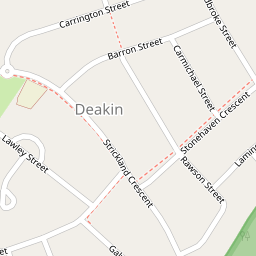 Carrington Street
Barron Street
Carmichael Street
Deakin
Stonehaven Crescent
Lawley Street
Strickland Crescent
Rawson Street